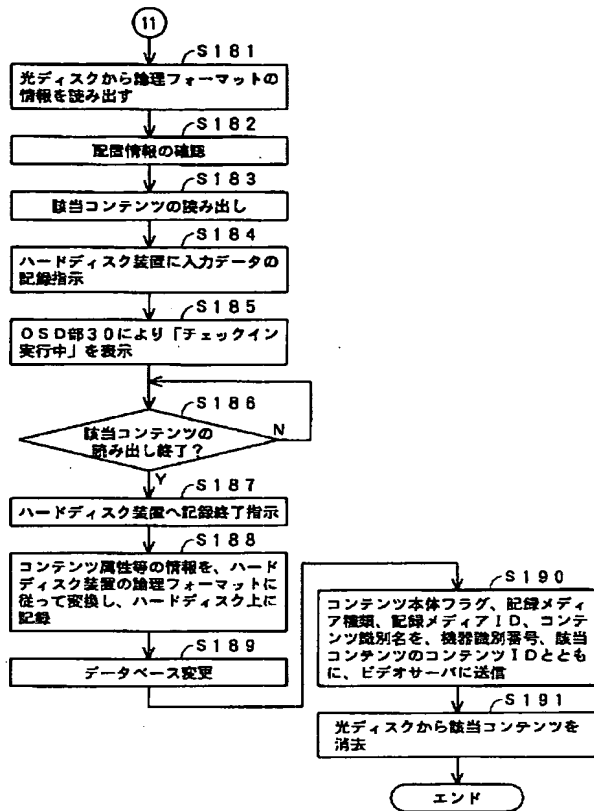 11
S181
光ディスクから論理フォーマットの
情報を読み出す
S182
配置情報の確認
S183
該当コンテンツの読み出し
S184
ハードディスク装置に入力データの
記録指示
S185
OSD部30により「チェックイン
実行中」を表示
S186
該当コンテンツの
読み出し終了?
N
Y
S187
ハードディスク装置へ記録終了指示
S188
コンテンツ属性等の情報を、ハード
ディスク装置の論理フォーマットに
従って変換し、ハードディスク上に
記録
S189
データベース変更
S190
コンテンツ本体フラグ、記録メディ
ア種類、記録メディアID、コンテ
ンツ識別名を、機器識別番号、該当
コンテンツのコンテンツIDととも
に、ビデオサーバに送信
S191
光ディスクから該当コンテンツを
消去
エンド